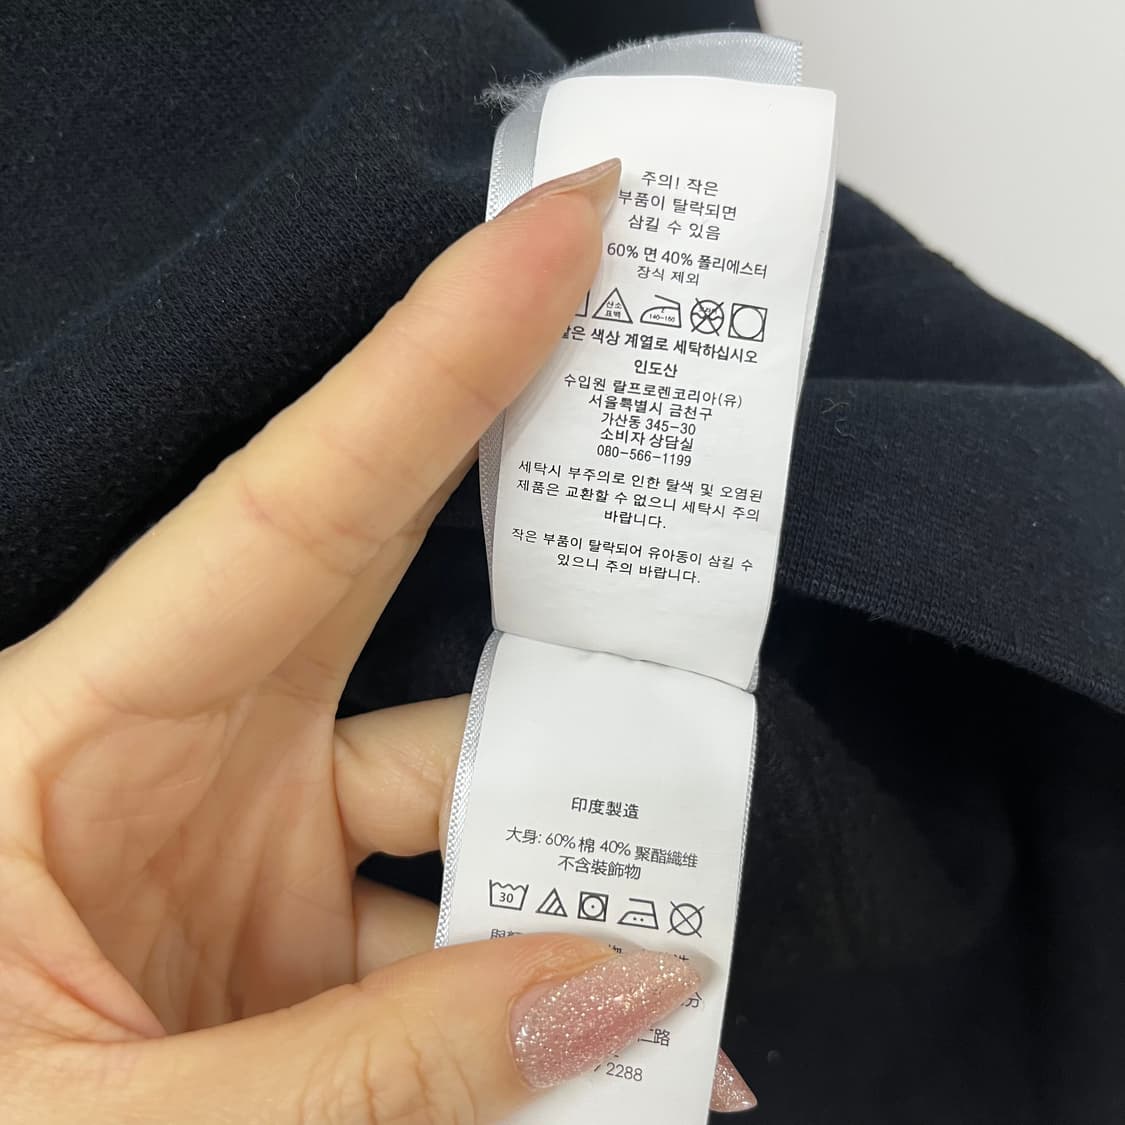 주의! 작은
부품이 탈락되면
삼킬 수 있음
60% 면 40% 폴리에스터
장식 제외
산소
표백
140-160
같은 색상 계열로 세탁하십시오
인도산
수입원 랄프로렌코리아(유)
서울특별시 금천구
가산동 345-30
소비자 상담실
080-566-1199
세탁시 부주의로 인한 탈색 및 오염된
제품은 교환할 수 없으니 세탁시 주의
바랍니다.
작은 부품이 탈락되어 유아동이 삼킬 수
있으니 주의 바랍니다.
印度製造
大身: 60% 棉 40% 聚酯纖维
不含裝飾物
30
路
2288